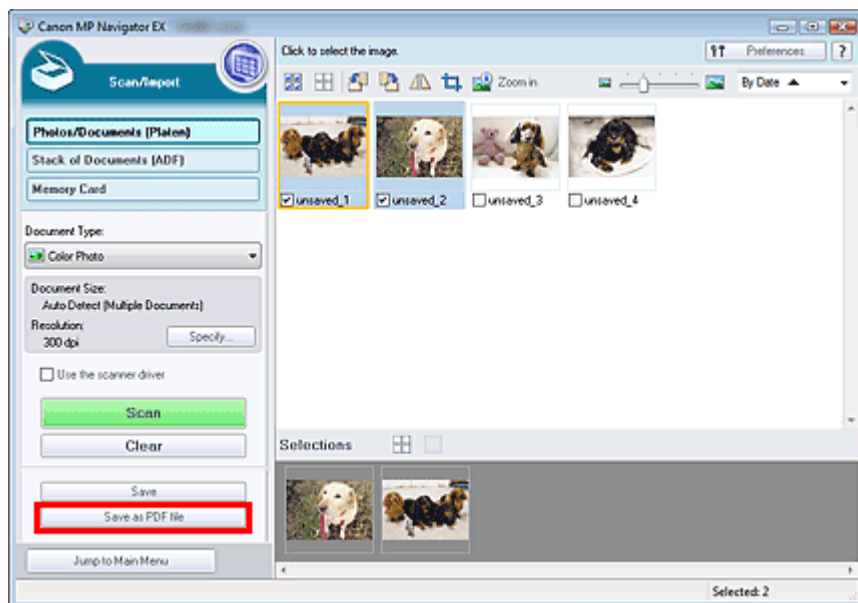 Canon MP Navigator EX
Scan/Import
Click to select the image.
Preferences
?
Zoom in
By Date
Photos/Documents (Platen)
Stack of Documents (ADF)
Memory Card
unsaved_1
unsaved_2
unsaved_3
unsaved_4
Document Type:
Color Photo
Document Size:
Auto Detect (Multiple Documents)
Resolution:
300 dpi
Specify...
Use the scanner driver
Scan
Clear
Selections
Save
Save as PDF file
Jump to Main Menu
Selected: 2